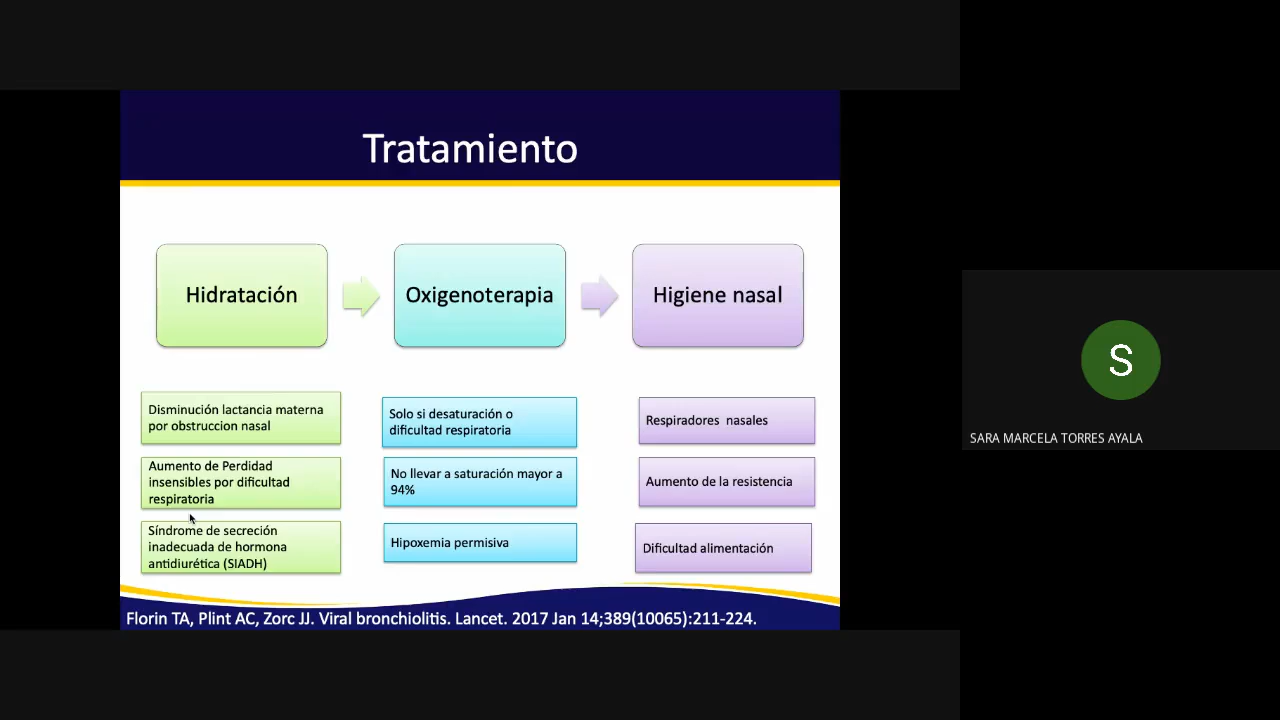 Tratamiento
Hidratación
Oxigenoterapia
Higiene nasal
Disminución lactancia materna
por obstruccion nasal
Aumento de Perdidad
insensibles por dificultad
respiratoria
Síndrome de secreción
inadecuada de hormona
antidiurética (SIADH)
Solo si desaturación o
dificultad respiratoria
No llevar a saturación mayor a
94%
Hipoxemia permisiva
Respiradores nasales
Aumento de la resistencia
Dificultad alimentación
Florin TA, Plint AC, Zorc JJ. Viral bronchiolitis. Lancet. 2017 Jan 14;389(10065):211-224.
S
SARA MARCELA TORRES AYALA